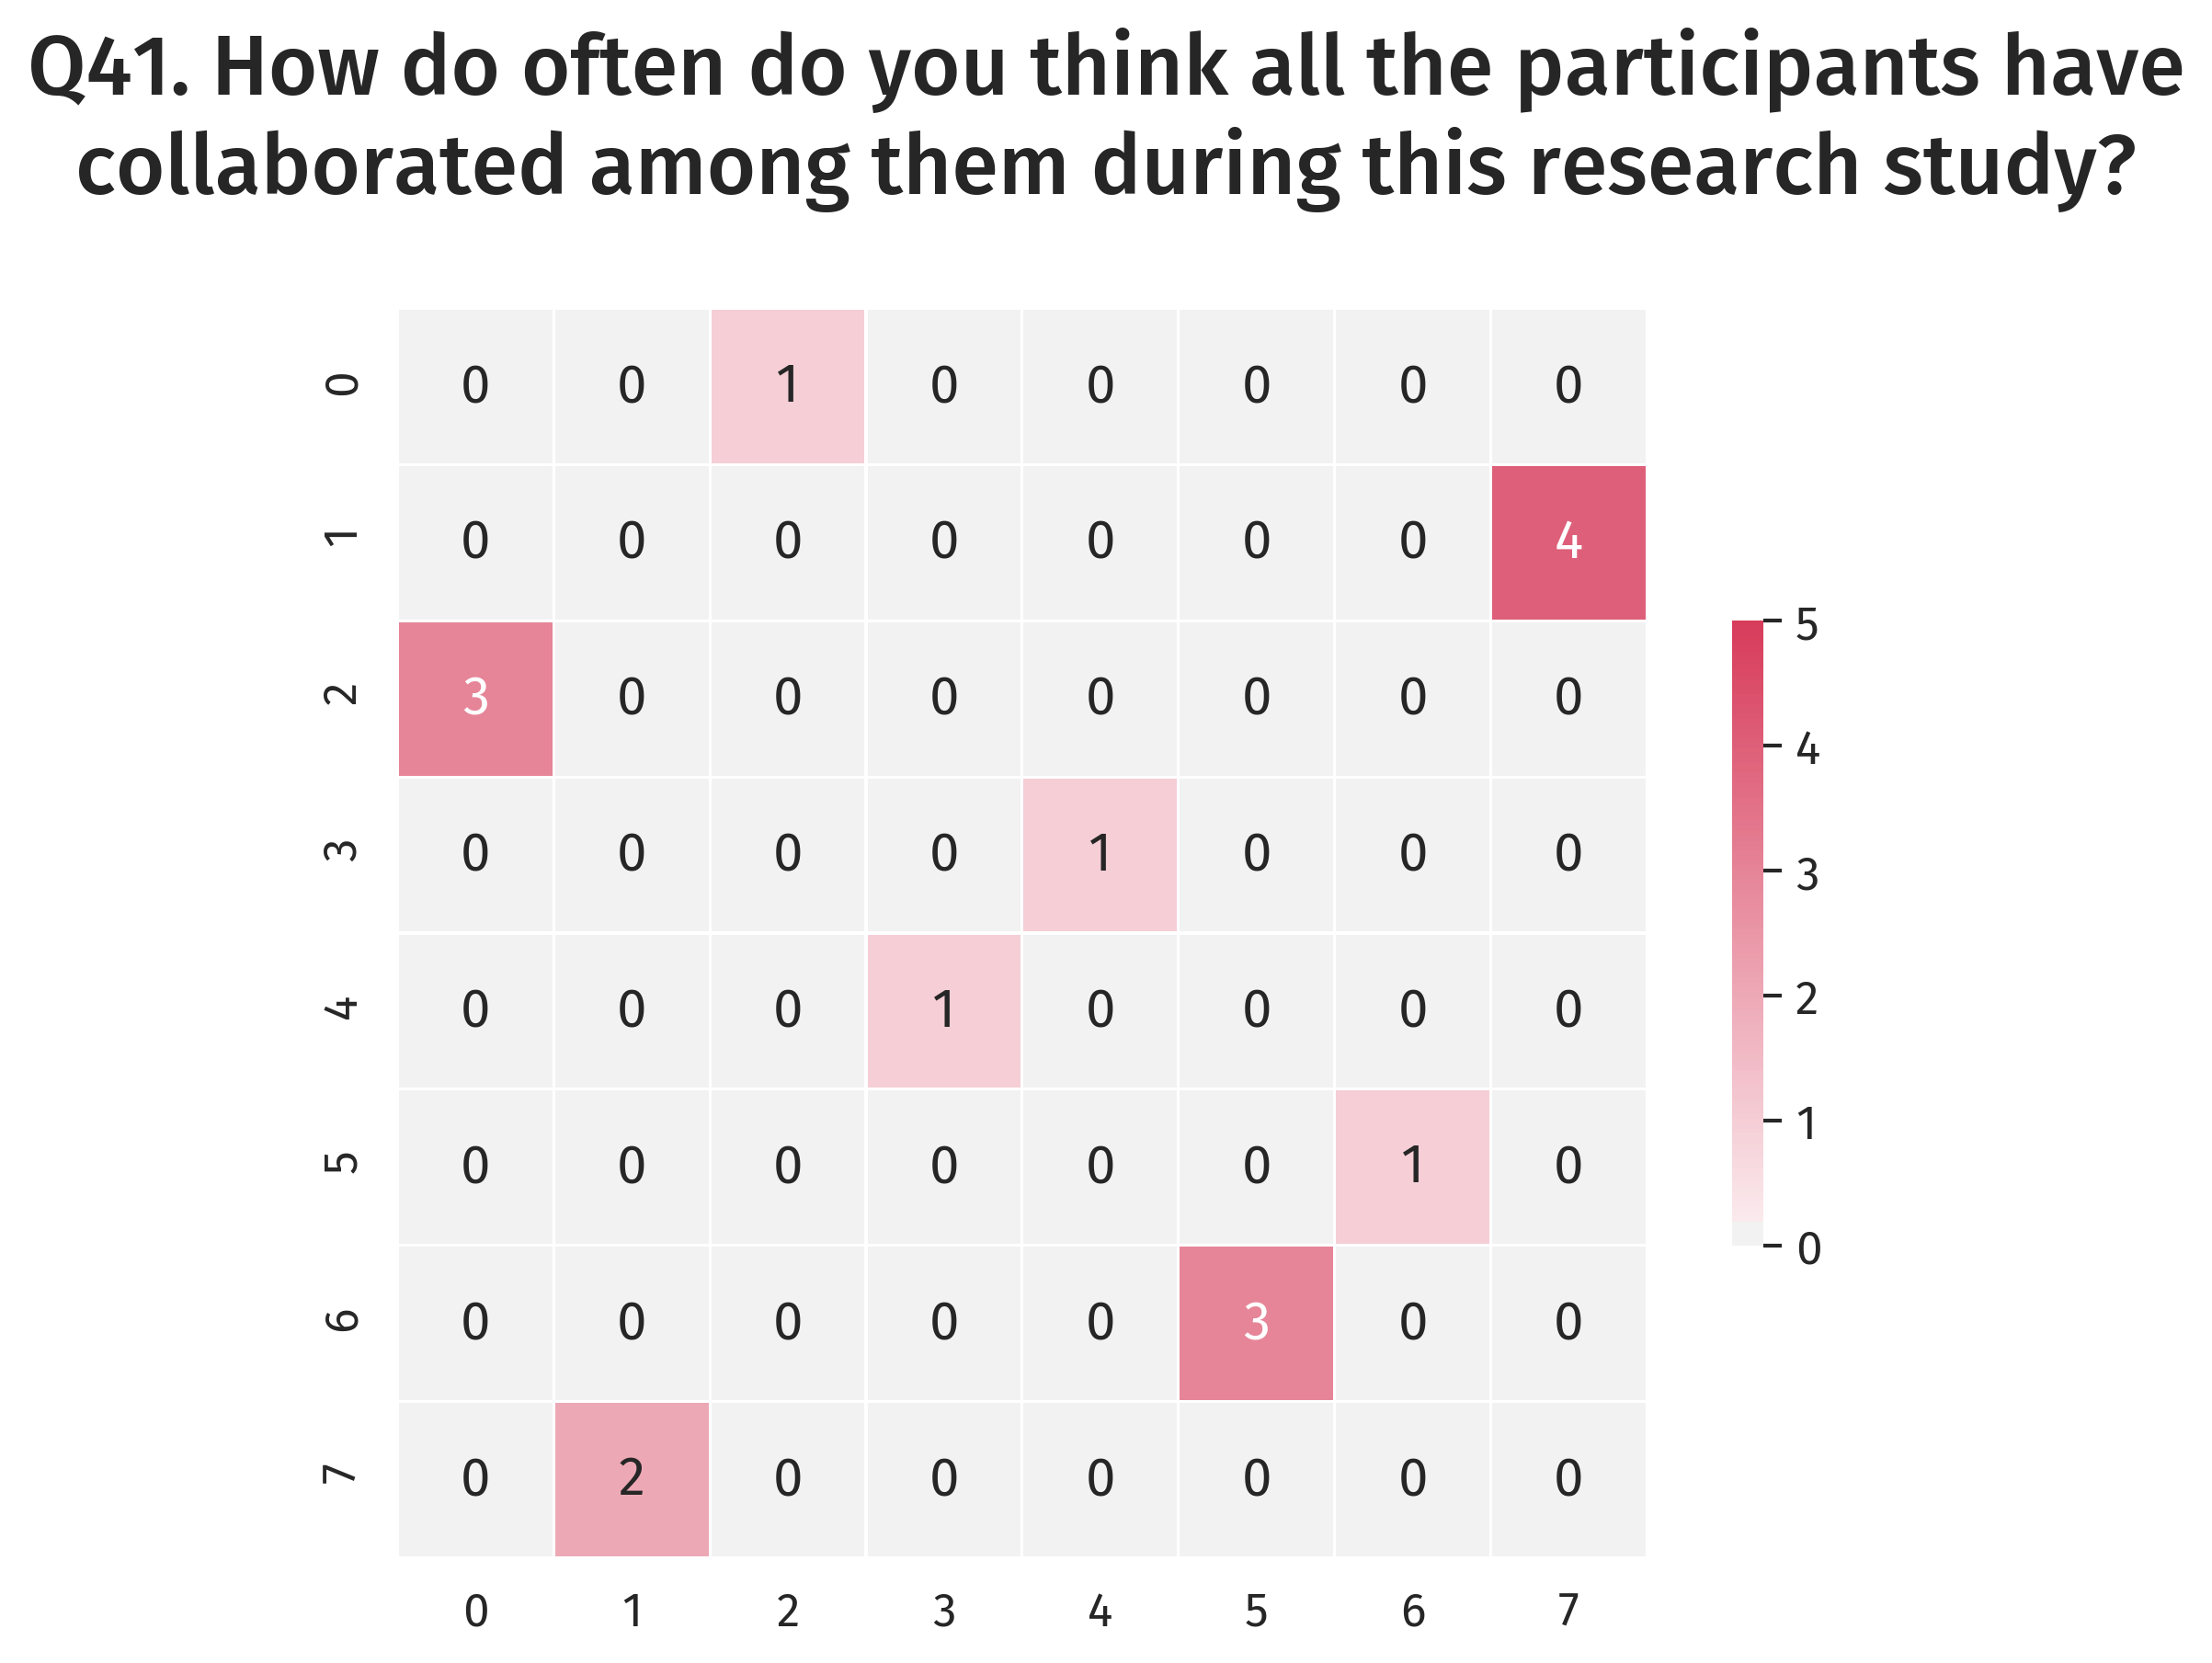 Q41. How do often do you think all the participants have
collaborated among them during this research study?
0 0 0 1 0 0 0 0 0
1 0 0 0 0 0 0 0 4
2 3 0 0 0 0 0 0 0
3 0 0 0 0 1 0 0 0
4 0 0 0 1 0 0 0 0
5 0 0 0 0 0 0 1 0
6 0 0 0 0 0 3 0 0
7 0 2 0 0 0 0 0 0
0 1 2 3 4 5 6 7
5
4
3
2
1
0